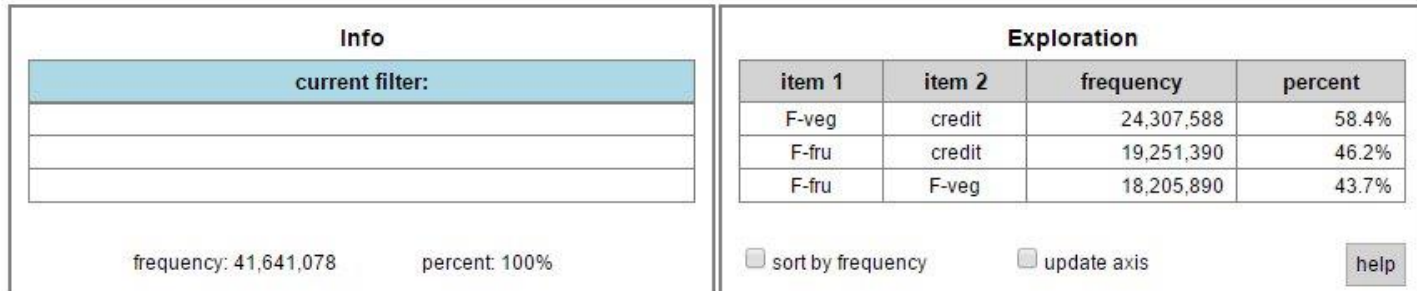 Info
current filter:
frequency: 41,641,078 percent: 100%
Exploration
item 1 item 2 frequency percent
F-veg credit 24,307,588 58.4%
F-fru credit 19,251,390 46.2%
F-fru F-veg 18,205,890 43.7%
sort by frequency update axis help